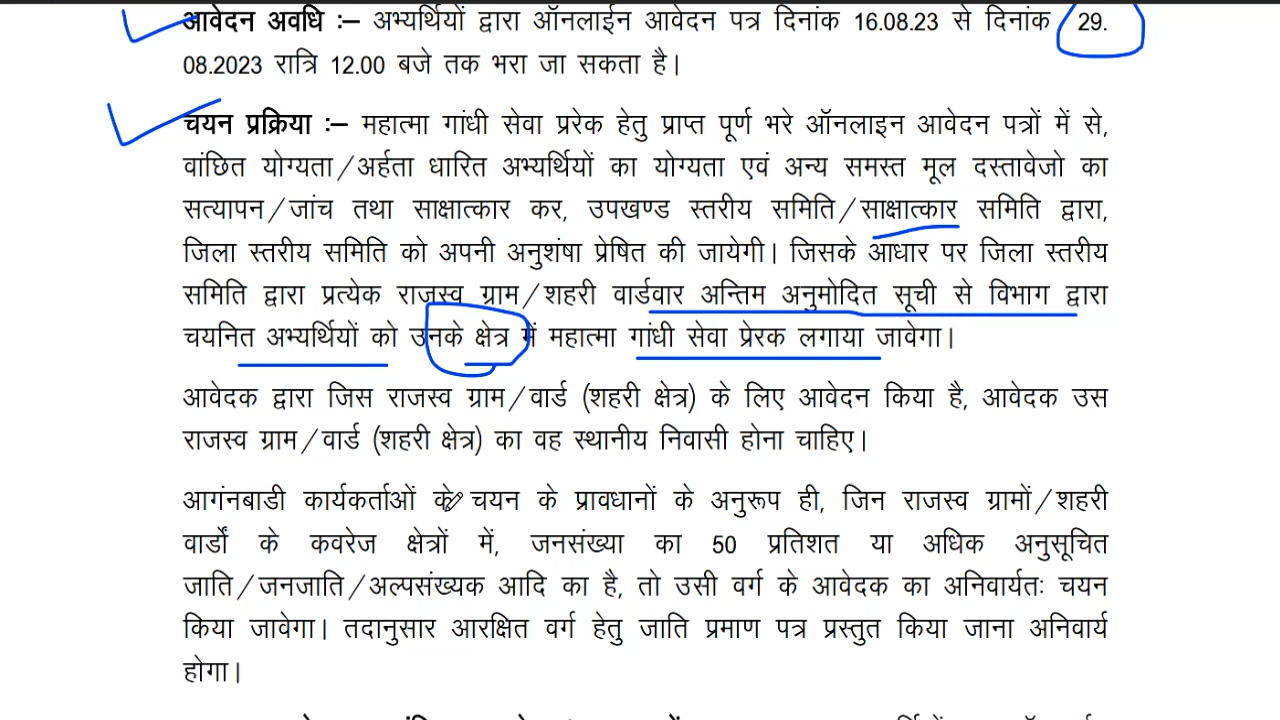 आवेदन अवधि :– अभ्यर्थियों द्वारा ऑनलाईन आवेदन पत्र दिनांक 16.08.23 से दिनांक 29.
08.2023 रात्रि 12.00 बजे तक भरा जा सकता है।
चयन प्रक्रिया :– महात्मा गांधी सेवा प्ररेक हेतु प्राप्त पूर्ण भरे ऑनलाइन आवेदन पत्रों में से,
वांछित योग्यता/अर्हता धारित अभ्यर्थियों का योग्यता एवं अन्य समस्त मूल दस्तावेजो का
सत्यापन/जांच तथा साक्षात्कार कर, उपखण्ड स्तरीय समिति/साक्षात्कार समिति द्वारा,
जिला स्तरीय समिति को अपनी अनुशंषा प्रेषित की जायेगी। जिसके आधार पर जिला स्तरीय
समिति द्वारा प्रत्येक राजस्व ग्राम/शहरी वार्डवार अन्तिम अनुमोदित सूची से विभाग द्वारा
चयनित अभ्यर्थियों को उनके क्षेत्र में महात्मा गांधी सेवा प्रेरक लगाया जावेगा।
आवेदक द्वारा जिस राजस्व ग्राम/वार्ड (शहरी क्षेत्र) के लिए आवेदन किया है, आवेदक उस
राजस्व ग्राम/वार्ड (शहरी क्षेत्र) का वह स्थानीय निवासी होना चाहिए।
आगंनबाडी कार्यकर्ताओं के चयन के प्रावधानों के अनुरूप ही, जिन राजस्व ग्रामों/शहरी
वार्डों के कवरेज क्षेत्रों में, जनसंख्या का 50 प्रतिशत या अधिक अनुसूचित
जाति/जनजाति/अल्पसंख्यक आदि का है, तो उसी वर्ग के आवेदक का अनिवार्यतः चयन
किया जावेगा। तदानुसार आरक्षित वर्ग हेतु जाति प्रमाण पत्र प्रस्तुत किया जाना अनिवार्य
होगा।